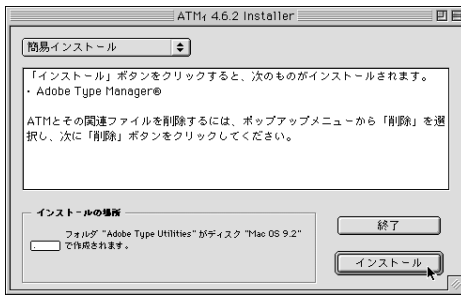 ATM₄ 4.6.2 Installer
簡易インストール
「インストール」ボタンをクリックすると、次のものがインストールされます。
・Adobe Type Manager®
ATMとその関連ファイルを削除するには、ポップアップメニューから「削除」を選
択し、次に「削除」ボタンをクリックしてください。
インストールの場所
フォルダ "Adobe Type Utilities" がディスク "Mac OS 9.2"
で作成されます。
終了
インストール